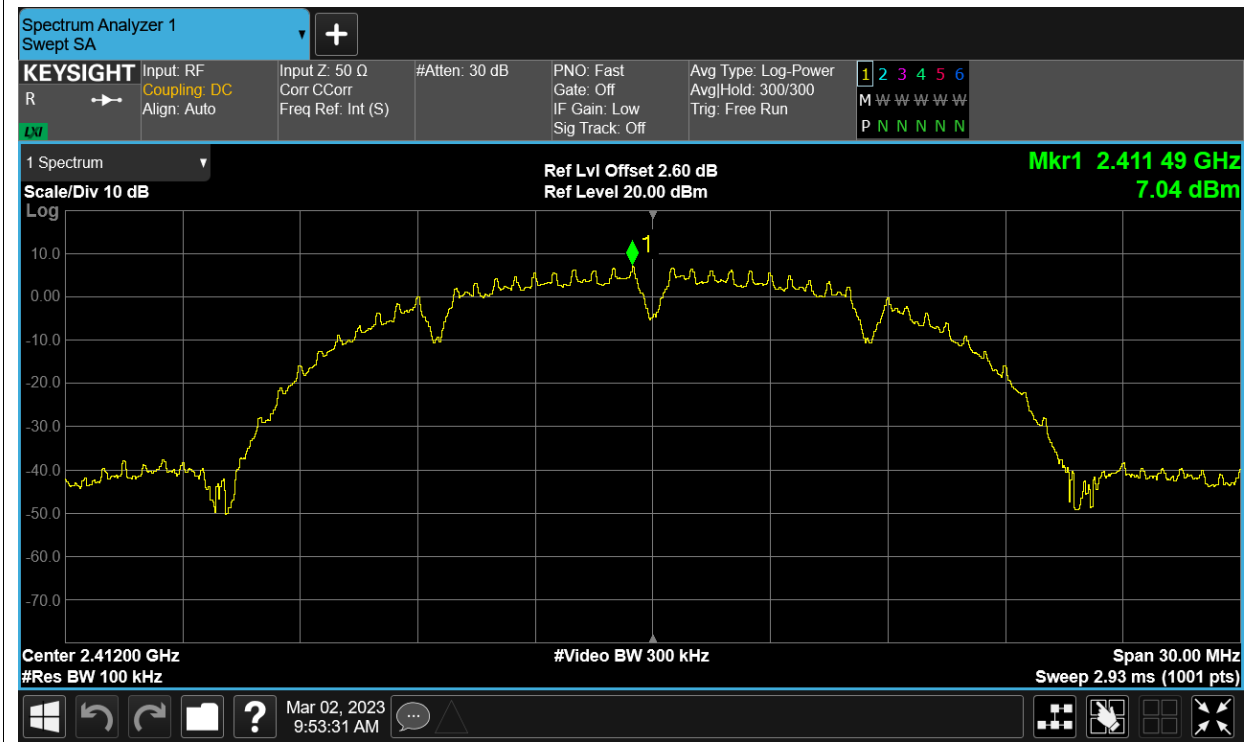 Spectrum Analyzer 1
Swept SA
+
KEYSIGHT
R
LXI
Input: RF
Coupling: DC
Align: Auto
Input Z: 50 Ω
Corr CCorr
Freq Ref: Int (S)
#Atten: 30 dB
PNO: Fast
Gate: Off
IF Gain: Low
Sig Track: Off
Avg Type: Log-Power
Avg|Hold: 300/300
Trig: Free Run
1 2 3 4 5 6
M W W W W W
P N N N N N
1 Spectrum
Scale/Div 10 dB
Log
Ref Lvl Offset 2.60 dB
Ref Level 20.00 dBm
Mkr1 2.411 49 GHz
7.04 dBm
1
10.0
0.00
-10.0
-20.0
-30.0
-40.0
-50.0
-60.0
-70.0
Center 2.41200 GHz
#Res BW 100 kHz
#Video BW 300 kHz
Span 30.00 MHz
Sweep 2.93 ms (1001 pts)
?
Mar 02, 2023
9:53:31 AM